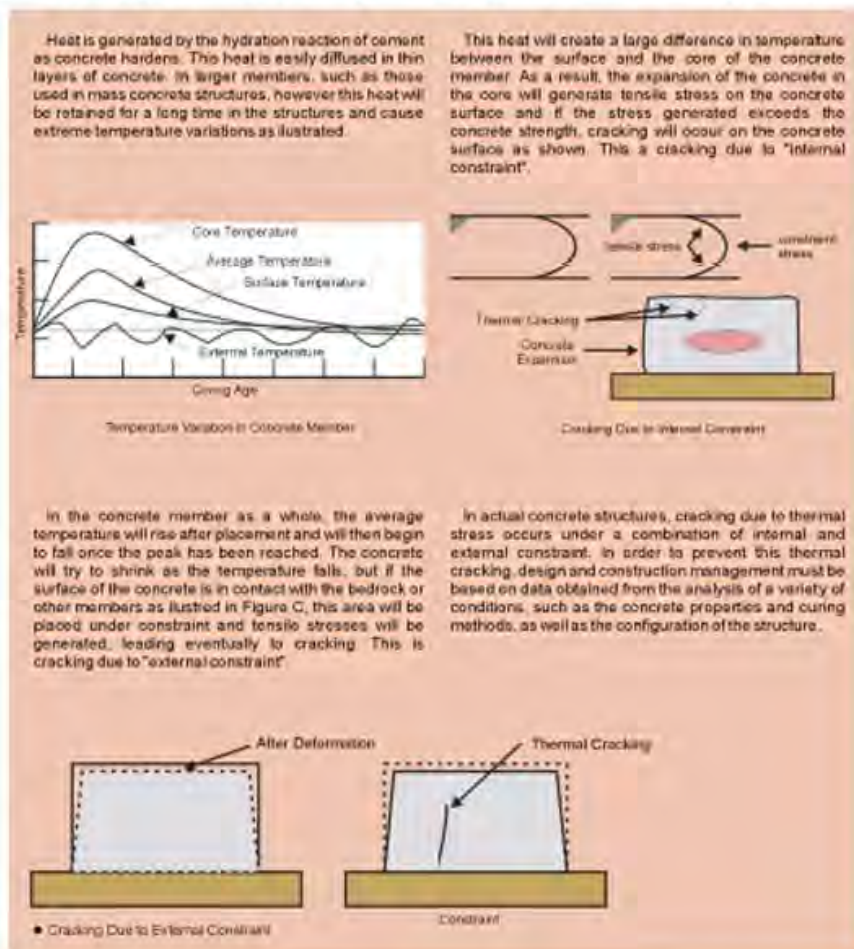 Heat is generated by the hydration reaction of cement
as concrete hardens. This heat is easily diffused in thin
layers of concrete. In larger members, such as those
used in mass concrete structures, however this heat will
be retained for a long time in the structures and cause
extreme temperature variations as ilustrated.
This heat will create a large difference in temperature
between the surface and the core of the concrete
member. As a result, the expansion of the concrete in
the core will generate tensile stress on the concrete
surface and if the stress generated exceeds the
concrete strength, cracking will occur on the concrete
surface as shown. This a cracking due to "internal
constraint".
Core Temperature
Average Temperature
Surface Temperature
External Temperature
Temperature
Curing Age
Temperature Variation in Concrete Member
tensile stress
constraint
stress
Thermal Cracking
Concrete
Expansion
Cracking Due to Internal Constraint
In the concrete member as a whole, the average
temperature will rise after placement and will then begin
to fall once the peak has been reached. The concrete
will try to shrink as the temperature falls, but if the
surface of the concrete is in contact with the bedrock or
other members as ilustred in Figure C, this area will be
placed under constraint and tensile stresses will be
generated, leading eventually to cracking. This is
cracking due to "external constraint".
In actual concrete structures, cracking due to thermal
stress occurs under a combination of internal and
external constraint. In order to prevent this thermal
cracking, design and construction management must be
based on data obtained from the analysis of a variety of
conditions, such as the concrete properties and curing
methods, as well as the configuration of the structure.
After Deformation
Thermal Cracking
• Cracking Due to External Constraint
Constraint